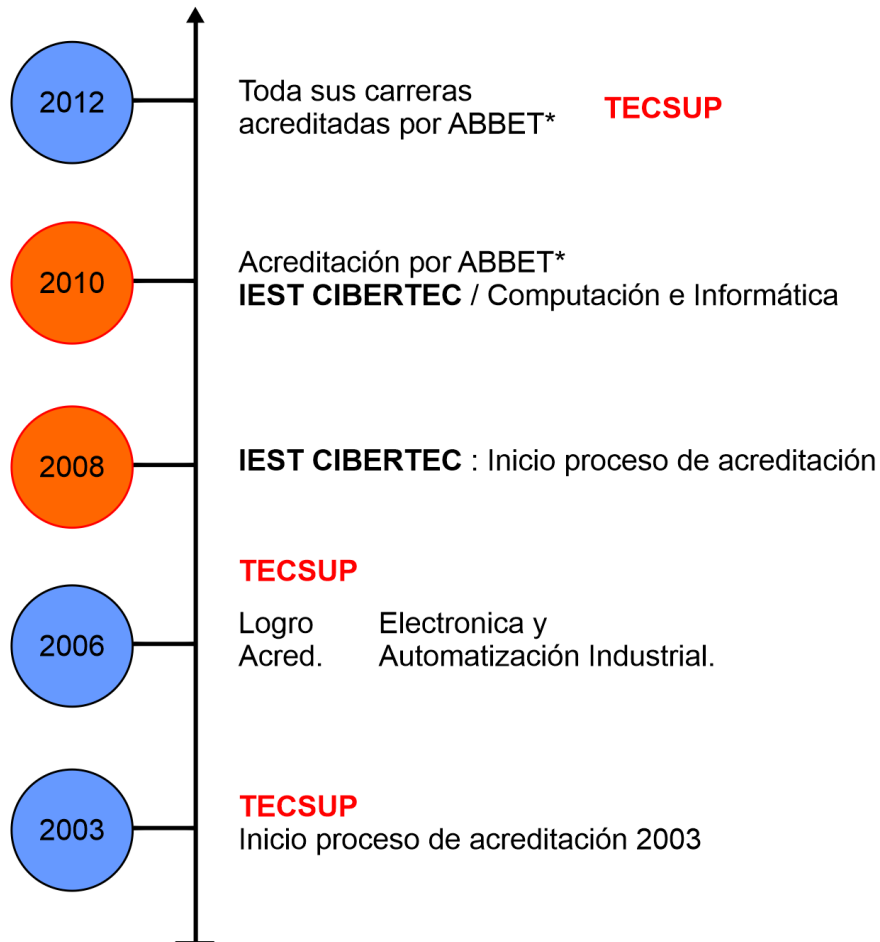 2012
Toda sus carreras
acreditadas por ABBET*
TECSUP
2010
Acreditación por ABBET*
IEST CIBERTEC / Computación e Informática
2008
IEST CIBERTEC : Inicio proceso de acreditación
2006
TECSUP
Logro Electronica y
Acred. Automatización Industrial.
2003
TECSUP
Inicio proceso de acreditación 2003